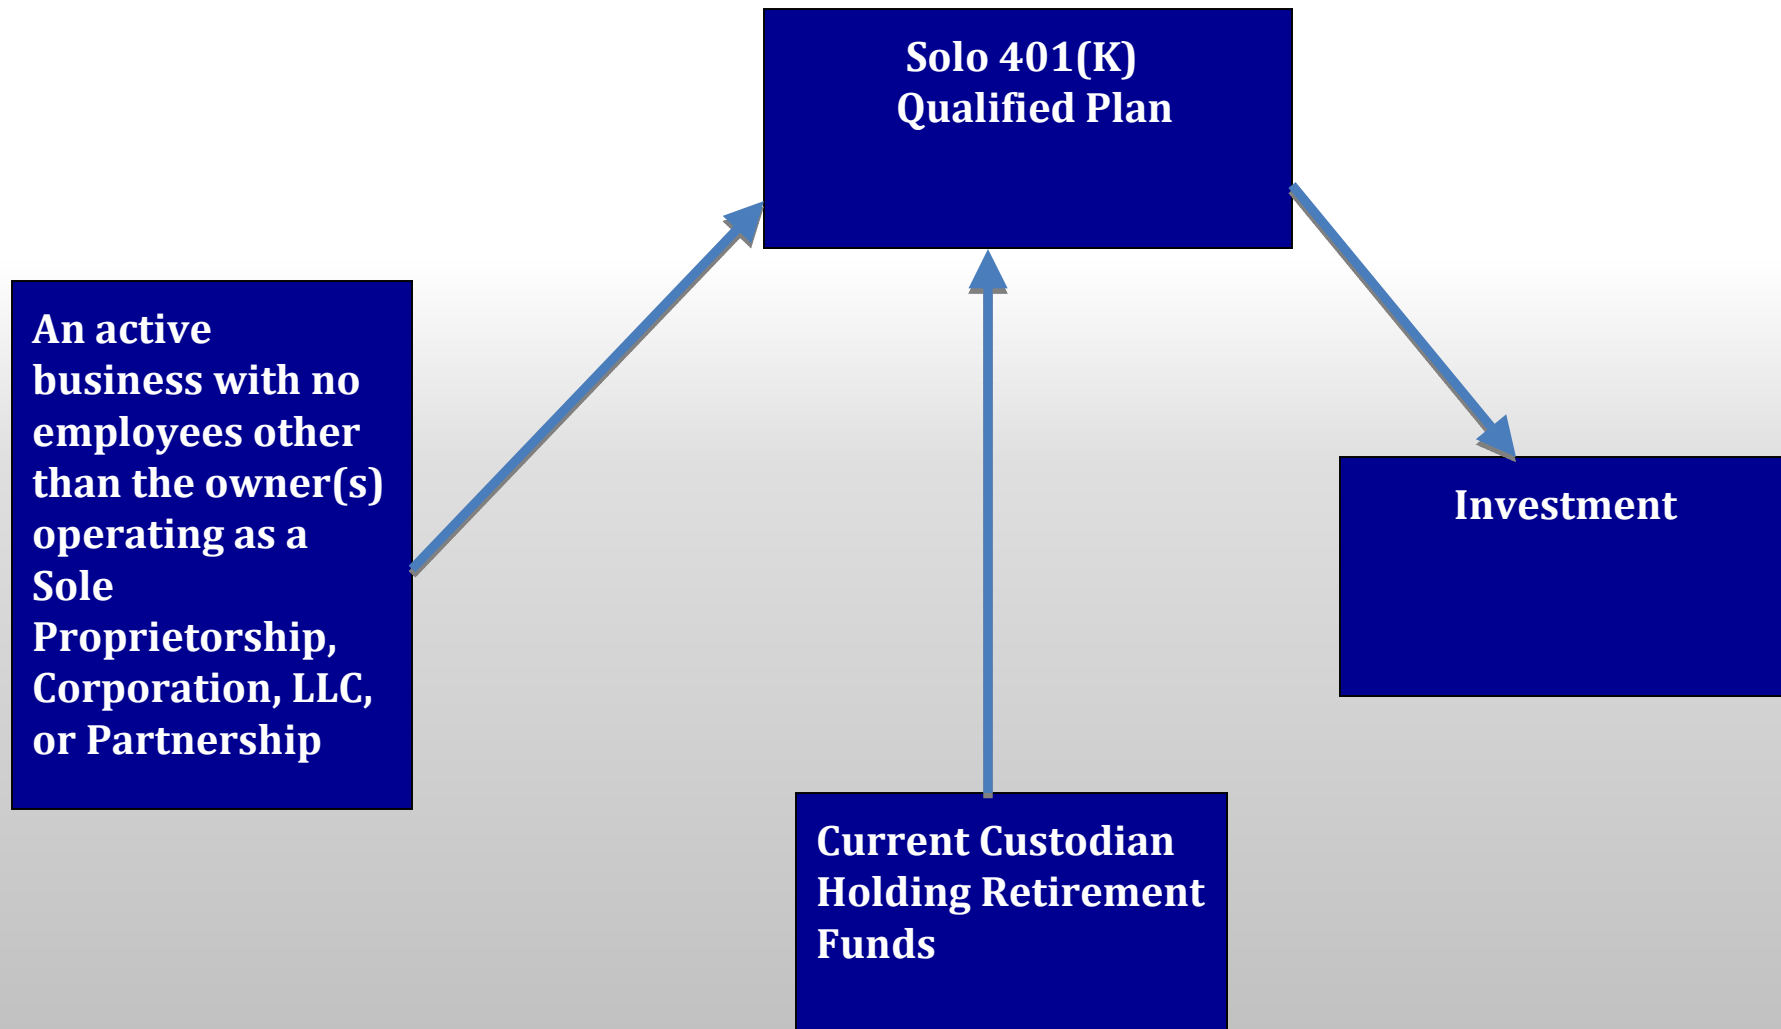 Solo 401(K)
Qualified Plan
An active
business with no
employees other
than the owner(s)
operating as a
Sole
Proprietorship,
Corporation, LLC,
or Partnership
Investment
Current Custodian
Holding Retirement
Funds